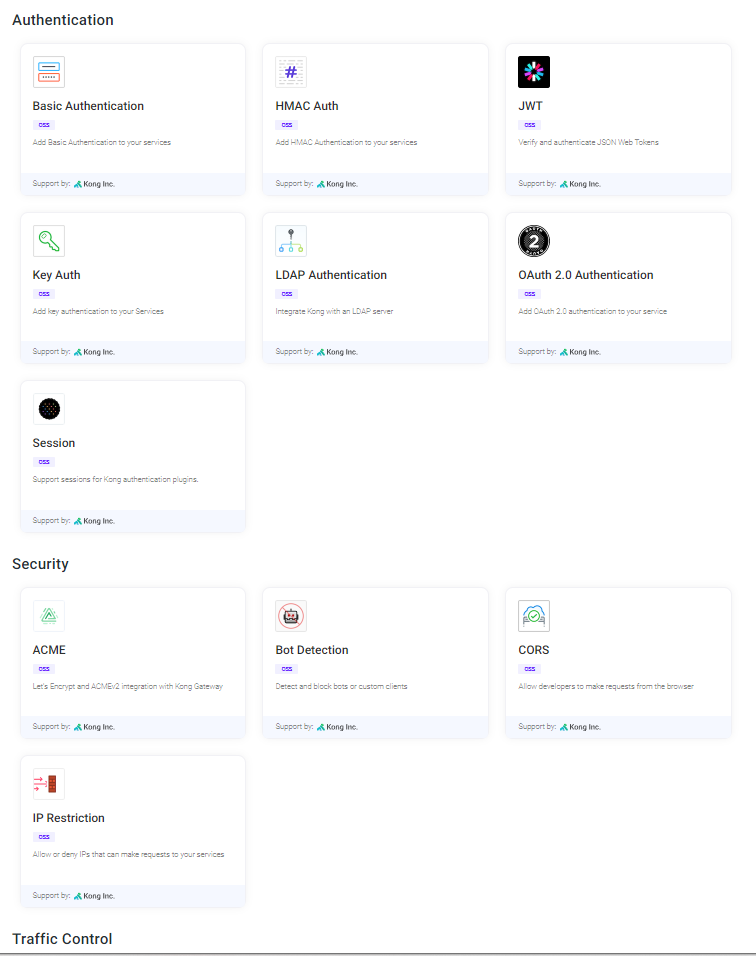 Authentication
Basic Authentication
OSS
Add Basic Authentication to your services
Support by: Kong Inc.
#
HMAC Auth
OSS
Add HMAC Authentication to your services
Support by: Kong Inc.
JWT
OSS
Verify and authenticate JSON Web Tokens
Support by: Kong Inc.
Key Auth
OSS
Add key authentication to your Services
Support by: Kong Inc.
LDAP Authentication
OSS
Integrate Kong with an LDAP server
Support by: Kong Inc.
2
OAuth 2.0 Authentication
OSS
Add OAuth 2.0 authentication to your service
Support by: Kong Inc.
Session
OSS
Support sessions for Kong authentication plugins.
Support by: Kong Inc.
Security
ACME
OSS
Let's Encrypt and ACMEv2 integration with Kong Gateway
Support by: Kong Inc.
Bot Detection
OSS
Detect and block bots or custom clients
Support by: Kong Inc.
CORS
OSS
Allow developers to make requests from the browser
Support by: Kong Inc.
IP Restriction
OSS
Allow or deny IPs that can make requests to your services
Support by: Kong Inc.
Traffic Control